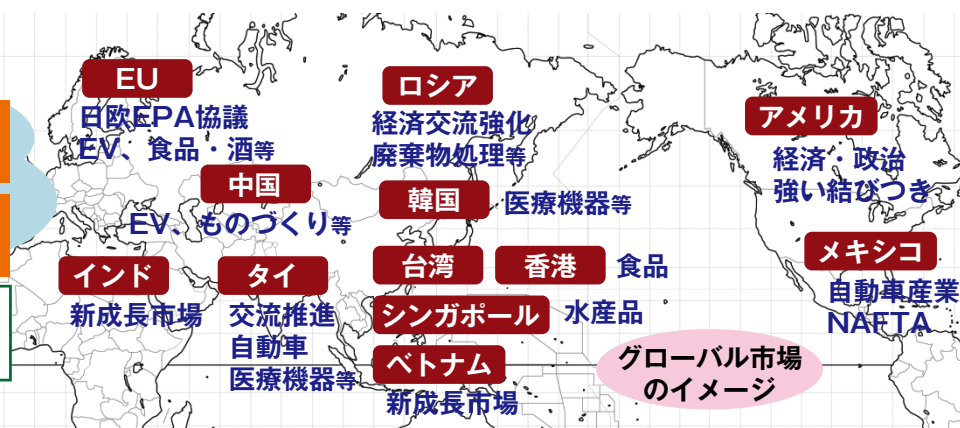 EU
日欧EPA協議
EV、食品・酒等
ロシア
経済交流強化
廃棄物処理等
アメリカ
経済・政治
強い結びつき
中国
EV、ものづくり等
韓国
医療機器等
インド
新成長市場
タイ
交流推進
自動車
医療機器等
台湾
香港
食品
シンガポール
水産品
ベトナム
新成長市場
メキシコ
自動車産業
NAFTA
グローバル市場
のイメージ